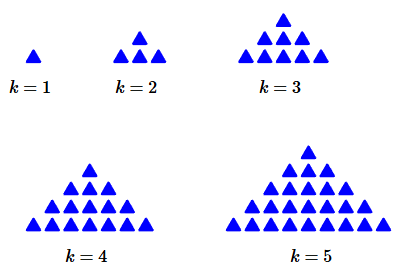 k = 1
k = 2
k = 3
k = 4
k = 5